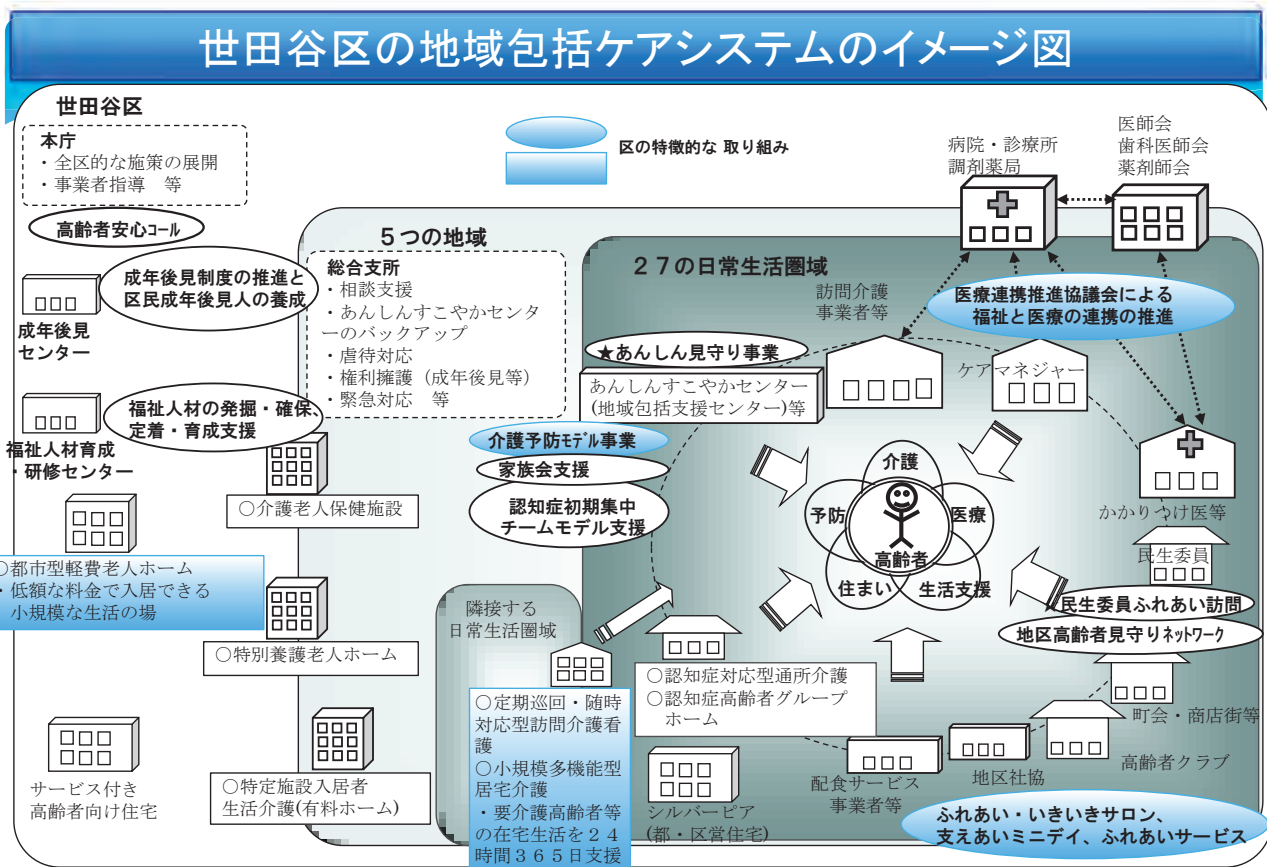 世田谷区の地域包括ケアシステムのイメージ図
世田谷区
本庁
・全区的な施策の展開
・事業者指導　等
区の特徴的な 取り組み
病院・診療所
調剤薬局
医師会
歯科医師会
薬剤師会
高齢者安心コール
成年後見制度の推進と
区民成年後見人の養成
成年後見
センター
福祉人材の発掘・確保、
定着・育成支援
福祉人材育成
・研修センター
５つの地域
総合支所
・相談支援
・あんしんすこやかセンタ
ーのバックアップ
・虐待対応
・権利擁護（成年後見等）
・緊急対応　等
２７の日常生活圏域
訪問介護
事業者等
医療連携推進協議会による
福祉と医療の連携の推進
★あんしん見守り事業
あんしんすこやかセンター
(地域包括支援センター)等
ケアマネジャー
介護予防モデル事業
家族会支援
認知症初期集中
チームモデル支援
介護
予防
医療
高齢者
住まい
生活支援
かかりつけ医等
民生委員
民生委員ふれあい訪問
地区高齢者見守りネットワーク
町会・商店街等
高齢者クラブ
地区社協
配食サービス
事業者等
ふれあい・いきいきサロン、
支えあいミニデイ、ふれあいサービス
○介護老人保健施設
○都市型軽費老人ホーム
・低額な料金で入居できる
小規模な生活の場
○特別養護老人ホーム
サービス付き
高齢者向け住宅
○特定施設入居者
生活介護(有料ホーム)
隣接する
日常生活圏域
○定期巡回・随時
対応型訪問介護看
護
○小規模多機能型
居宅介護
・要介護高齢者等
の在宅生活を２４
時間３６５日支援
○認知症対応型通所介護
○認知症高齢者グループ
ホーム
シルバーピア
(都・区営住宅)